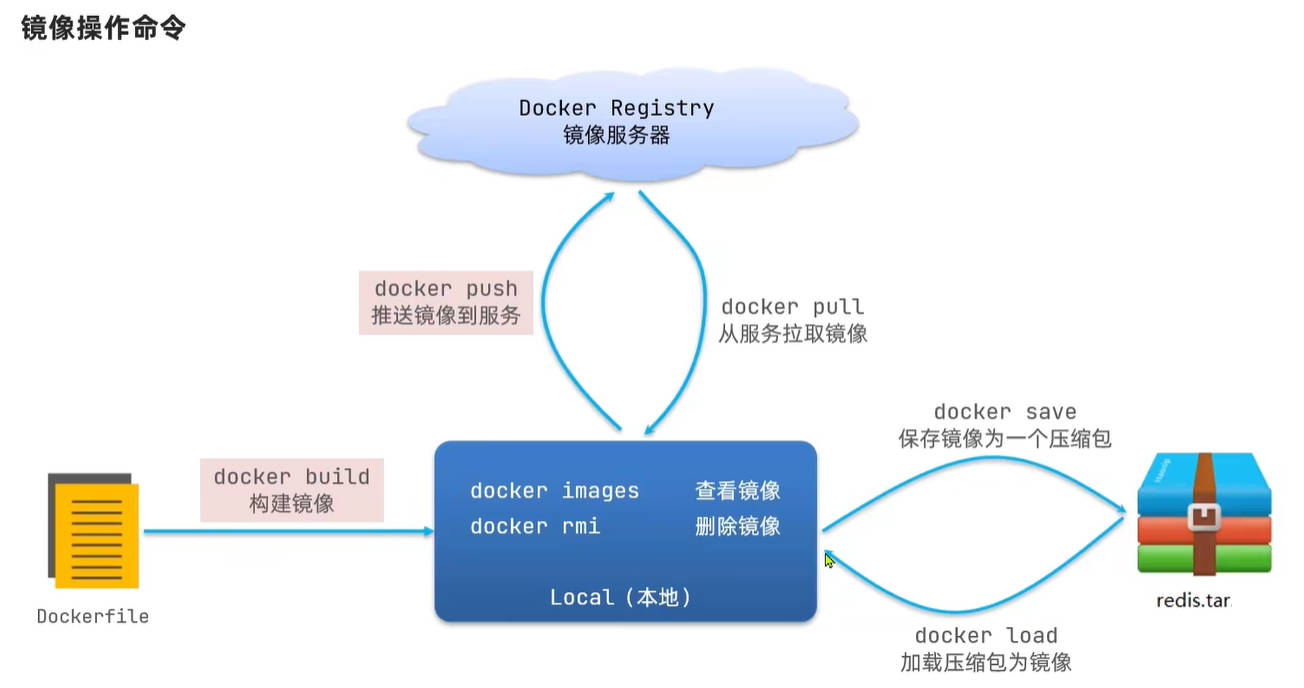 镜像操作命令
Docker Registry
镜像服务器
docker push
推送镜像到服务
docker pull
从服务拉取镜像
docker save
保存镜像为一个压缩包
docker build
构建镜像
docker images 查看镜像
docker rmi 删除镜像
Local（本地）
Dockerfile
redis.tar
docker load
加载压缩包为镜像